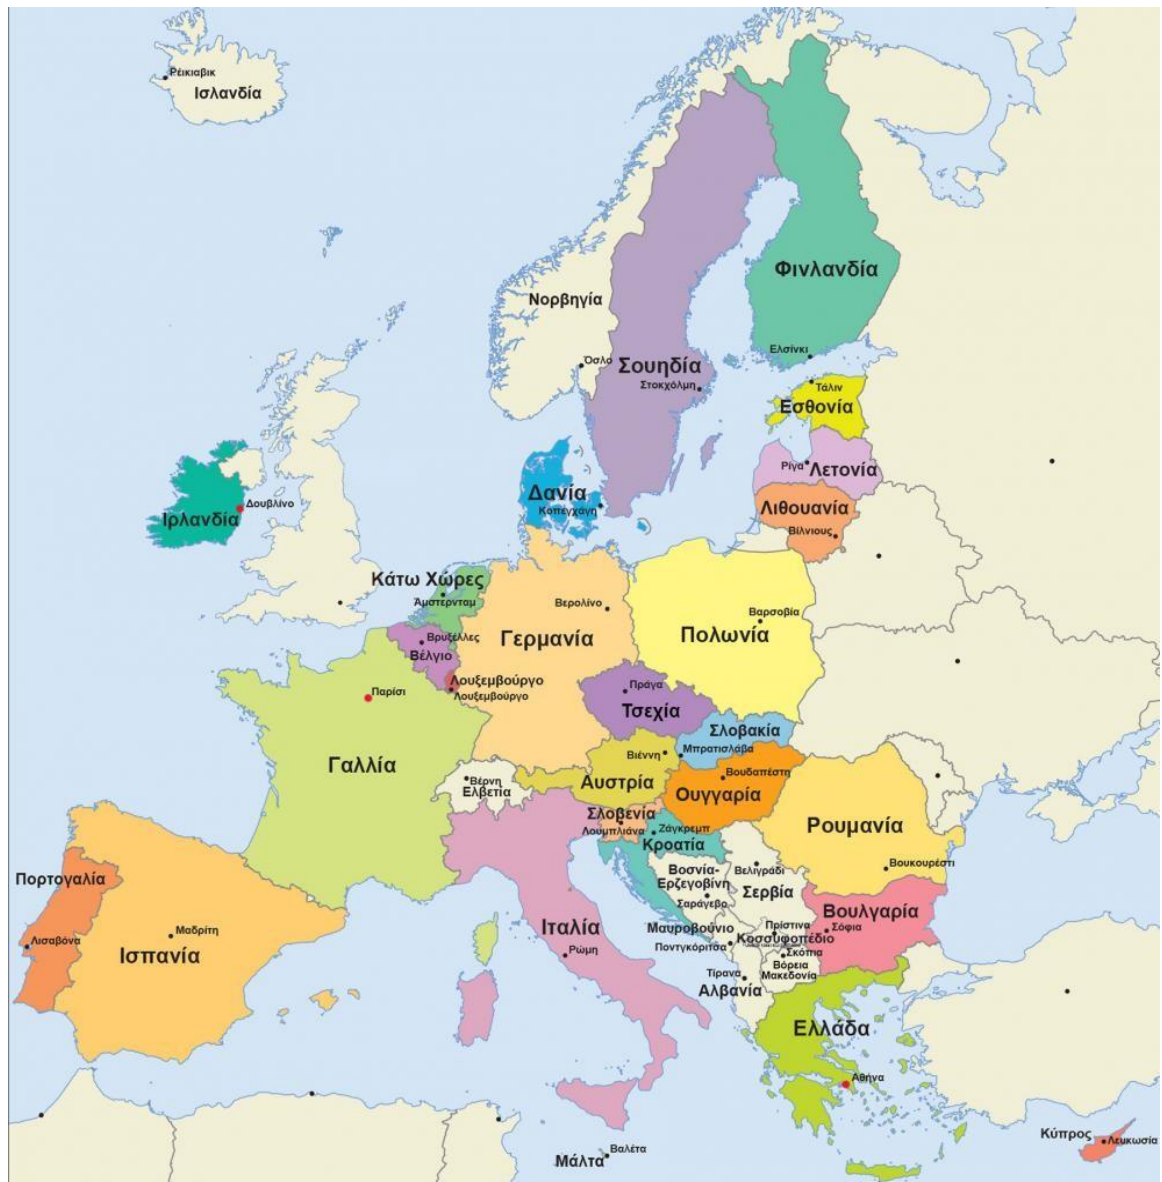 Ρέικιαβικ
Ισλανδία
Φινλανδία
Νορβηγία
Ελσίνκι
Όσλο
Σουηδία
Στοκχόλμη
Τάλιν
Εσθονία
Ρίγα
Λετονία
Δανία
Κοπεγχάγη
Λιθουανία
Βίλνιους
Δουβλίνο
Ιρλανδία
Κάτω Χώρες
Άμστερνταμ
Βερολίνο
Βαρσοβία
Γερμανία
Πολωνία
Βρυξέλλες
Βέλγιο
Λουξεμβούργο
Λουξεμβούργο
Παρίσι
Πράγα
Τσεχία
Σλοβακία
Μπρατισλάβα
Βιέννη
Γαλλία
Βέρνη
Ελβετία
Αυστρία
Βουδαπέστη
Ουγγαρία
Σλοβενία
Λουμπλιάνα
Ζάγκρεμπ
Κροατία
Ρουμανία
Βουκουρέστι
Βοσνία-
Ερζεγοβίνη
Σαράγεβο
Βελιγράδι
Σερβία
Πορτογαλία
Λισαβόνα
Μαδρίτη
Ισπανία
Ιταλία
Ρώμη
Μαυροβούνιο
Ποντγκόριτσα
Πρίστινα
Κοσσυφοπέδιο
Βουλγαρία
Σόφια
Σκόπια
Βόρεια
Μακεδονία
Τίρανα
Αλβανία
Ελλάδα
Αθήνα
Κύπρος
Λευκωσία
Βαλέτα
Μάλτα